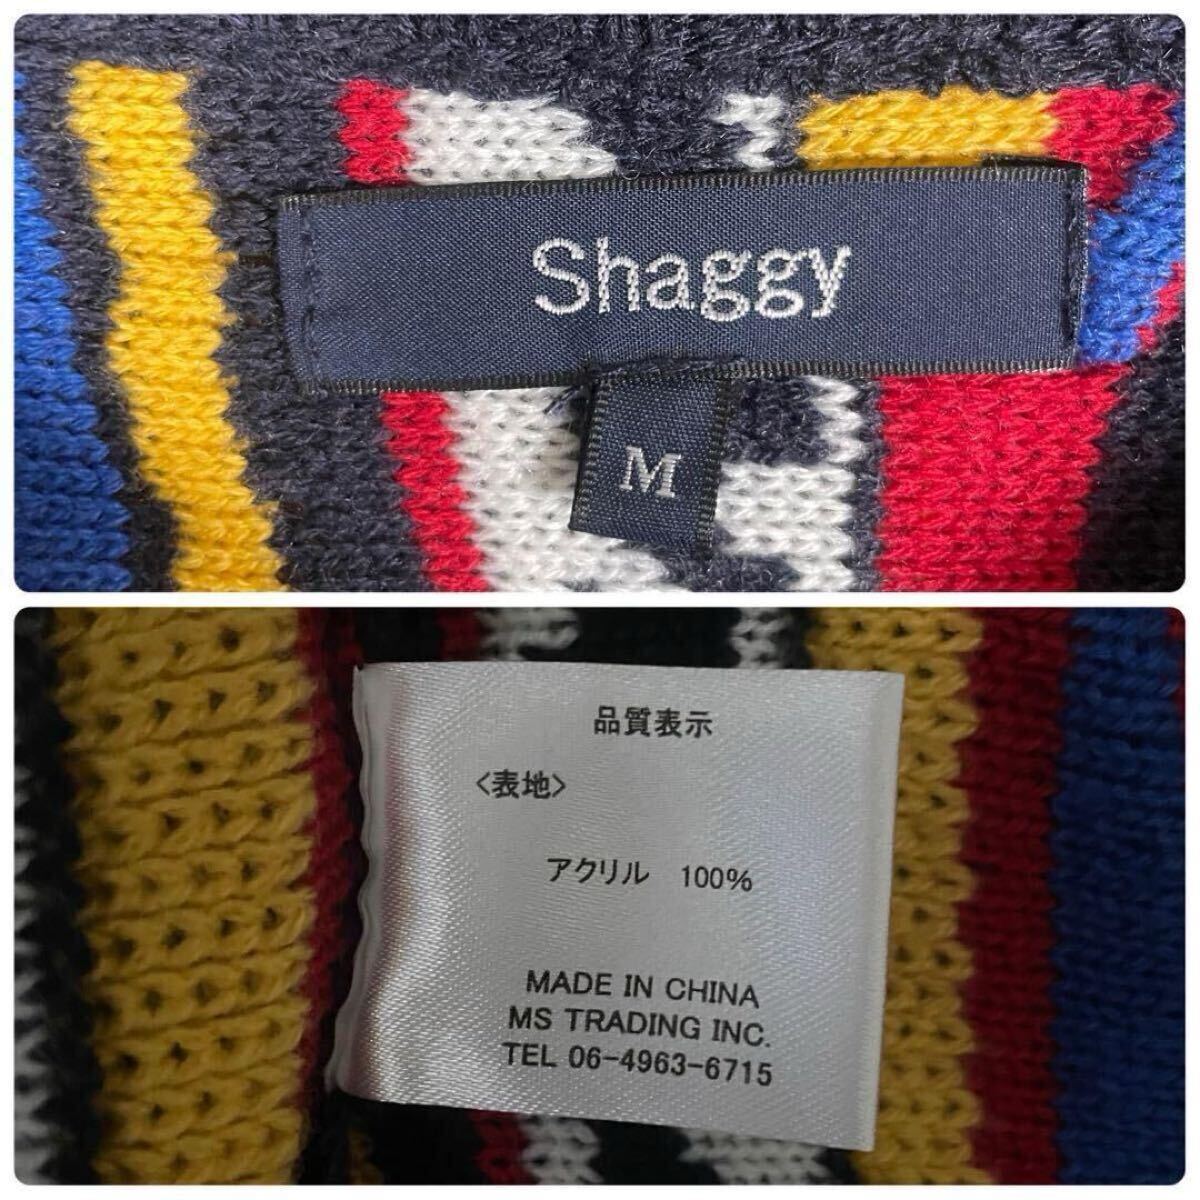 Shaggy
M
品質表示
<表地>
アクリル 100%
MADE IN CHINA
MS TRADING INC.
TEL 06-4963-6715